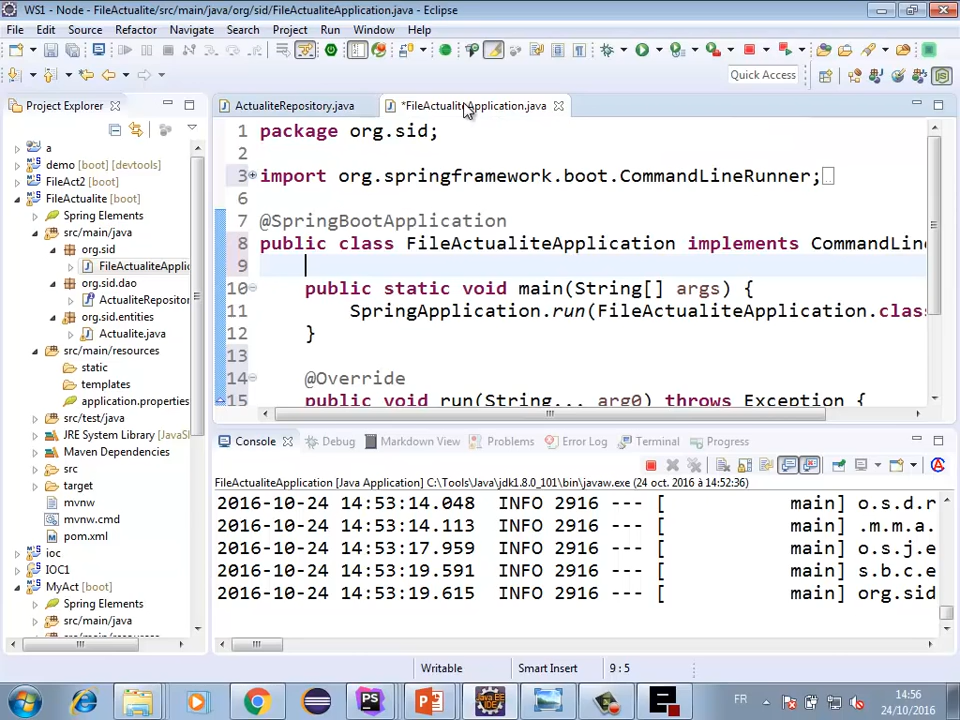 WS1 - FileActualite/src/main/java/org/sid/FileActualiteApplication.java - Eclipse
File Edit Source Refactor Navigate Search Project Run Window Help
Quick Access
Project Explorer
ActualiteRepository.java
*FileActualiteApplication.java
a
demo [boot] [devtools]
FileAct2 [boot]
FileActualite [boot]
Spring Elements
src/main/java
org.sid
FileActualiteApplic
org.sid.dao
ActualiteRepositor
org.sid.entities
Actualite.java
src/main/resources
static
templates
application.properties
src/test/java
JRE System Library [JavaS
Maven Dependencies
src
target
mvnw
mvnw.cmd
pom.xml
ioc
IOC1
MyAct [boot]
Spring Elements
src/main/java
src/main/resources
1 package org.sid;
2
3 import org.springframework.boot.CommandLineRunner;
6
7 @SpringBootApplication
8 public class FileActualiteApplication implements CommandLin
9
10 public static void main(String[] args) {
11 SpringApplication.run(FileActualiteApplication.clas
12 }
13
14 @Override
15 public void run(String... arg0) throws Exception {
Console Debug Markdown View Problems Error Log Terminal Progress
FileActualiteApplication [Java Application] C:\Tools\Java\jdk1.8.0_101\bin\javaw.exe (24 oct. 2016 à 14:52:36)
2016-10-24 14:53:14.048 INFO 2916 --- [ main] o.s.d.r
2016-10-24 14:53:14.113 INFO 2916 --- [ main] .m.m.a.
2016-10-24 14:53:17.959 INFO 2916 --- [ main] o.s.j.e
2016-10-24 14:53:19.591 INFO 2916 --- [ main] s.b.c.e
2016-10-24 14:53:19.615 INFO 2916 --- [ main] org.sid
Writable Smart Insert 9 : 5
FR
14:56
24/10/2016